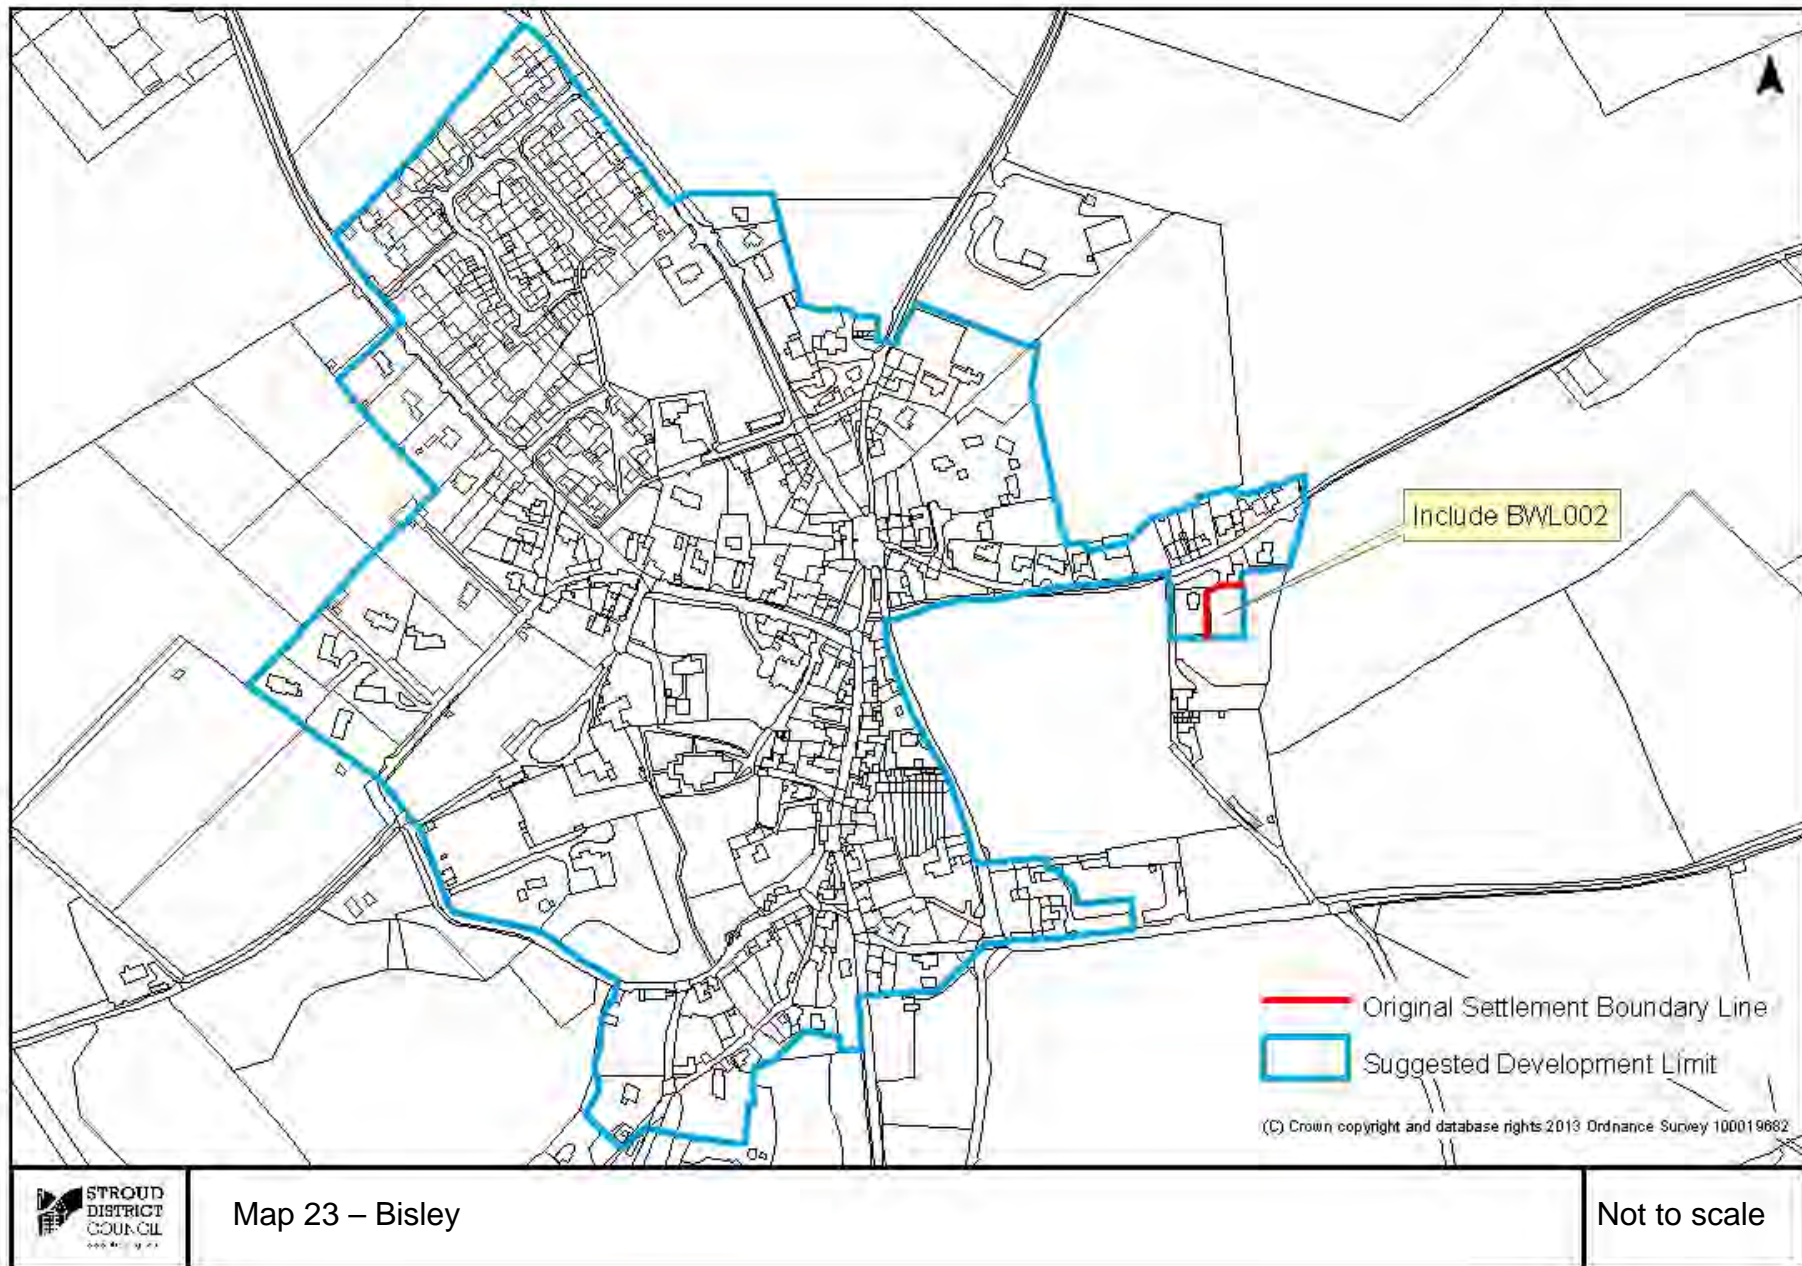 Include BWL002
Original Settlement Boundary Line
Suggested Development Limit
(C) Crown copyright and database rights 2013 Ordnance Survey 100019682
STROUD
DISTRICT
COUNCIL
Map 23 – Bisley
Not to scale